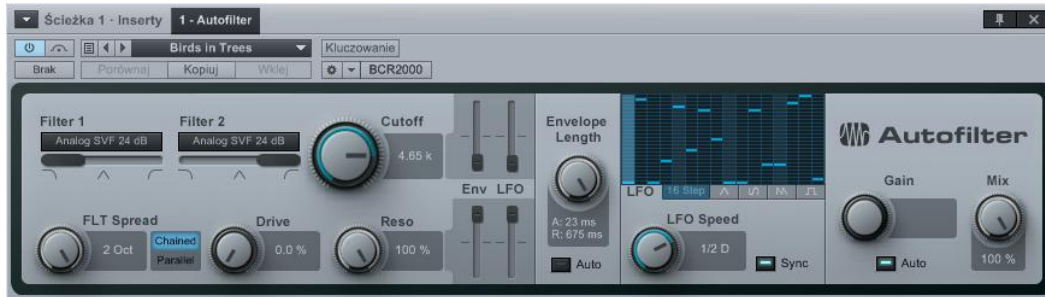 Ścieżka 1 · Inserty 1 - Autofilter
Birds in Trees Kluczowanie
Brak Porównaj Kopiuj Wklej BCR2000
Filter 1 Filter 2 Cutoff Envelope Length
Analog SVF 24 dB Analog SVF 24 dB
4.65 k
Autofilter
Env LFO LFO 16 Step
Gain Mix
FLT Spread Drive Reso
A: 23 ms
R: 675 ms
LFO Speed
2 Oct Chained Parallel 0.0 % 100 % 1/2 D
Auto Sync Auto 100 %